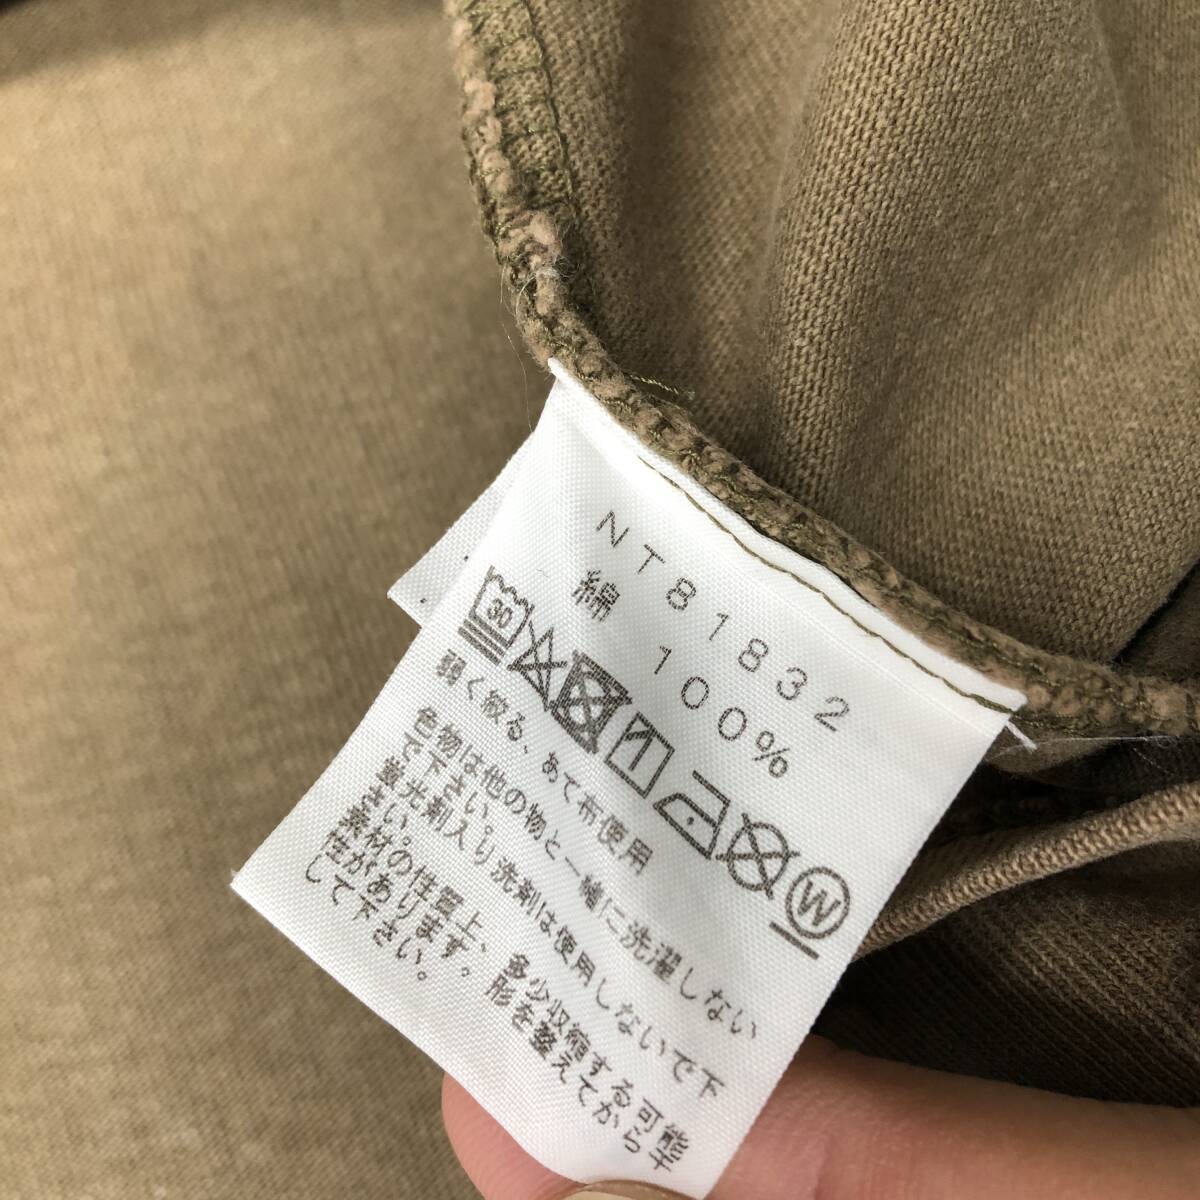 NT81832
綿 100%
30
W
弱く絞る、あて布使用
色物は他の物と一緒に洗濯しない
で下さい。
蛍光剤入り洗剤は使用しないで下
さい。
素材の性質上、多少収縮する可能
性があります。形を整えてから干
して下さい。